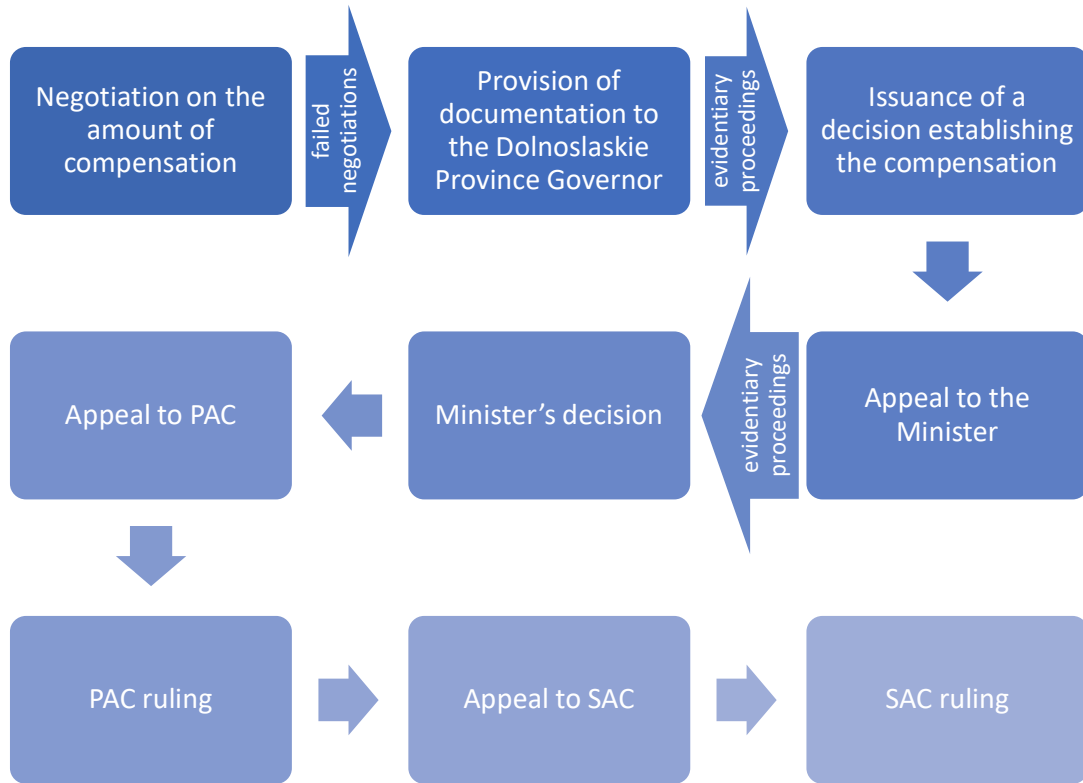 Negotiation on the
amount of
compensation
failed
negotiations
Provision of
documentation to
the Dolnoslaskie
Province Governor
evidentiary
proceedings
Issuance of a
decision establishing
the compensation
Appeal to the
Minister
evidentiary
proceedings
Minister’s decision
Appeal to PAC
PAC ruling
Appeal to SAC
SAC ruling